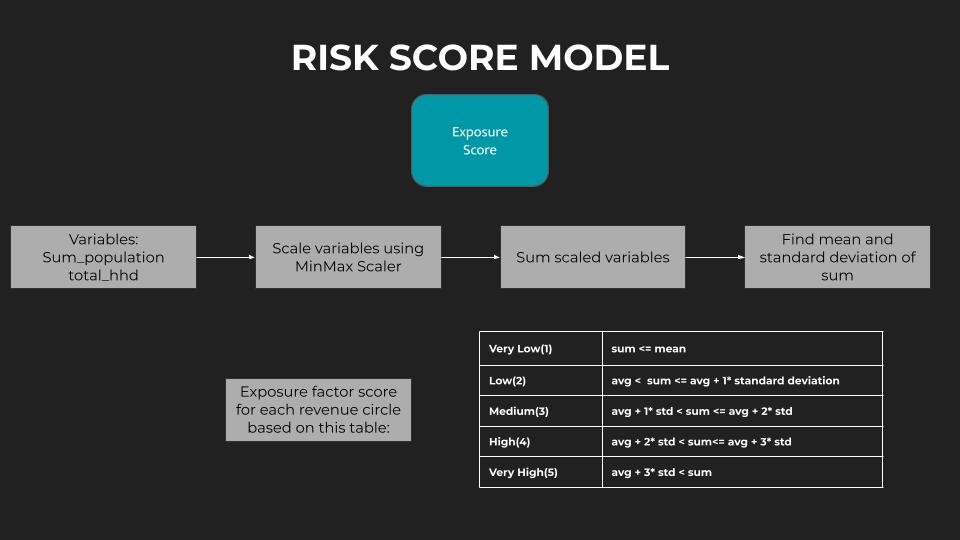 RISK SCORE MODEL
Exposure
Score
Variables:
Sum_population
total_hhd
Scale variables using
MinMax Scaler
Sum scaled variables
Find mean and
standard deviation of
sum
Exposure factor score
for each revenue circle
based on this table:
Very Low(1) sum <= mean
Low(2) avg <  sum <= avg + 1* standard deviation
Medium(3) avg + 1* std < sum <= avg + 2* std
High(4) avg + 2* std < sum<= avg + 3* std
Very High(5) avg + 3* std < sum